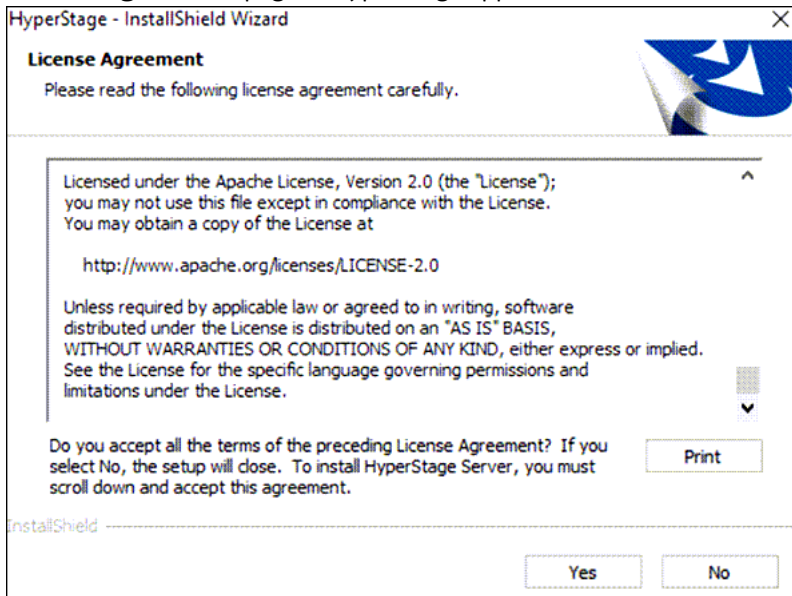 HyperStage - InstallShield Wizard
License Agreement
Please read the following license agreement carefully.
Licensed under the Apache License, Version 2.0 (the "License");
you may not use this file except in compliance with the License.
You may obtain a copy of the License at
http://www.apache.org/licenses/LICENSE-2.0
Unless required by applicable law or agreed to in writing, software
distributed under the License is distributed on an "AS IS" BASIS,
WITHOUT WARRANTIES OR CONDITIONS OF ANY KIND, either express or implied.
See the License for the specific language governing permissions and
limitations under the License.
Do you accept all the terms of the preceding License Agreement? If you
select No, the setup will close. To install HyperStage Server, you must
scroll down and accept this agreement.
Print
InstallShield
Yes
No